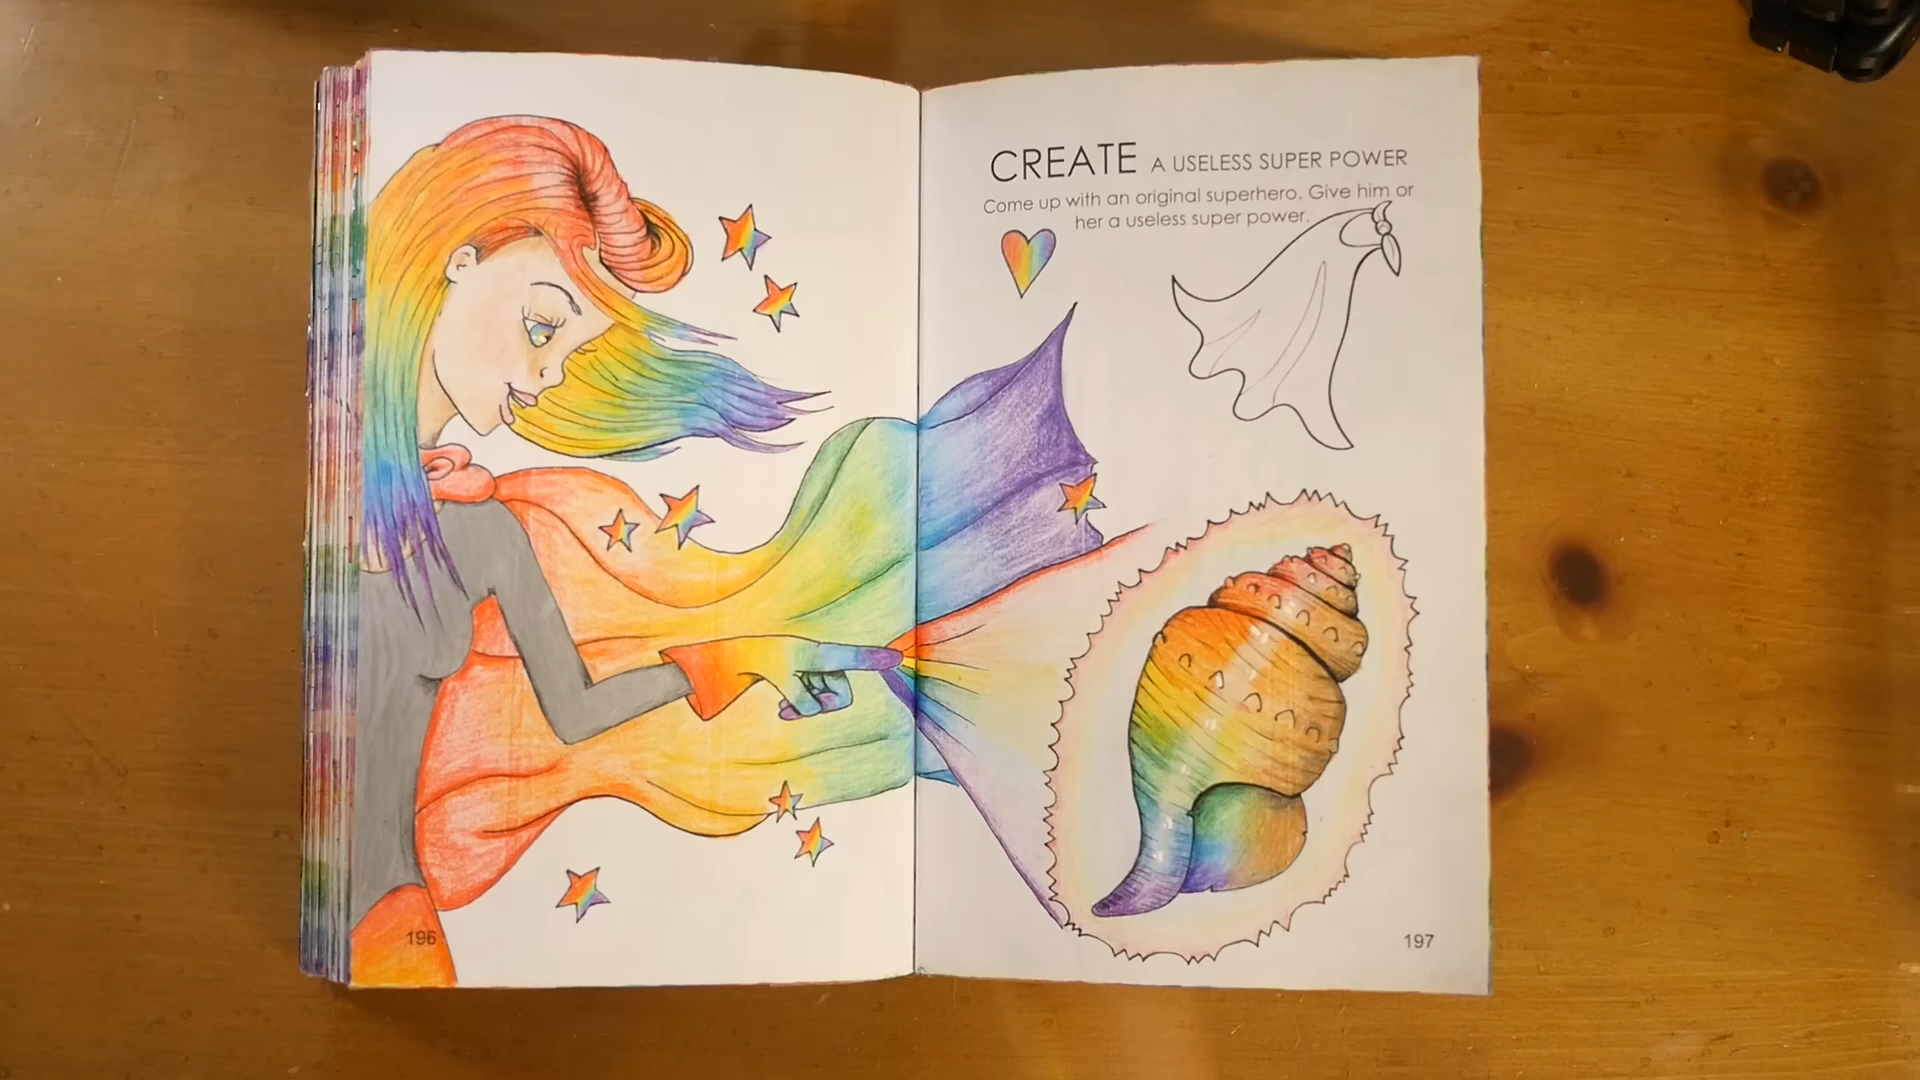 CREATE A USELESS SUPER POWER
Come up with an original superhero. Give him or
her a useless super power.
196
197